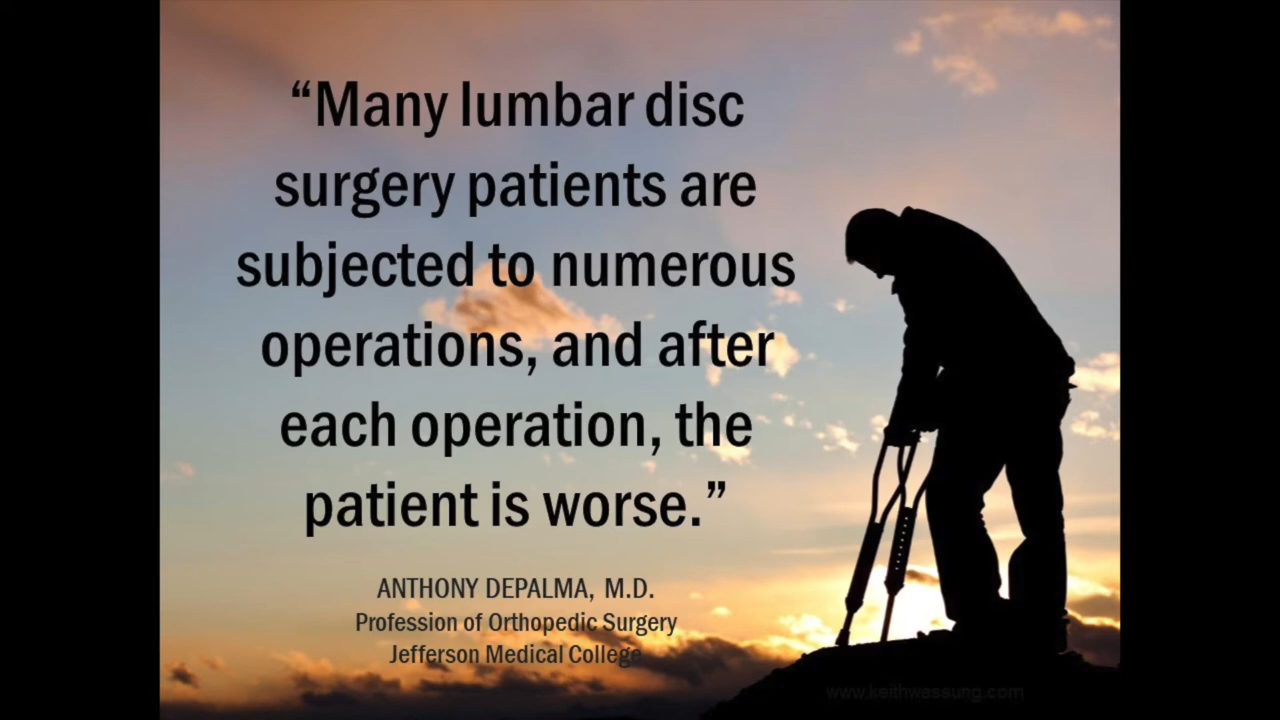 “Many lumbar disc
surgery patients are
subjected to numerous
operations, and after
each operation, the
patient is worse.”
ANTHONY DEPALMA, M.D.
Profession of Orthopedic Surgery
Jefferson Medical College
www.keithwassung.com